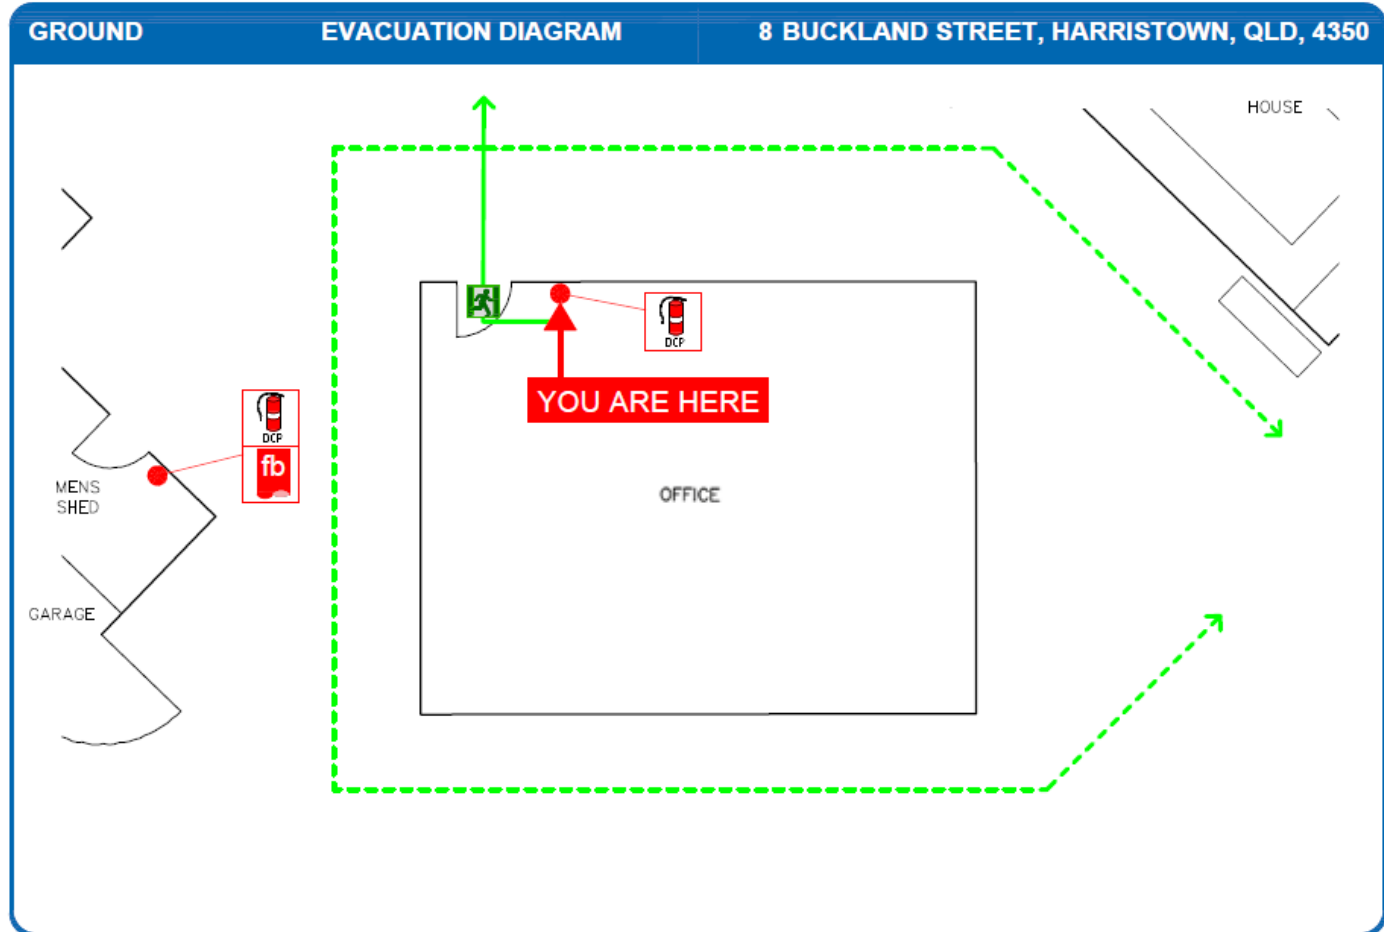 GROUND
EVACUATION DIAGRAM
8 BUCKLAND STREET, HARRISTOWN, QLD, 4350
HOUSE
DCP
YOU ARE HERE
DCP
fb
MENS
SHED
OFFICE
GARAGE